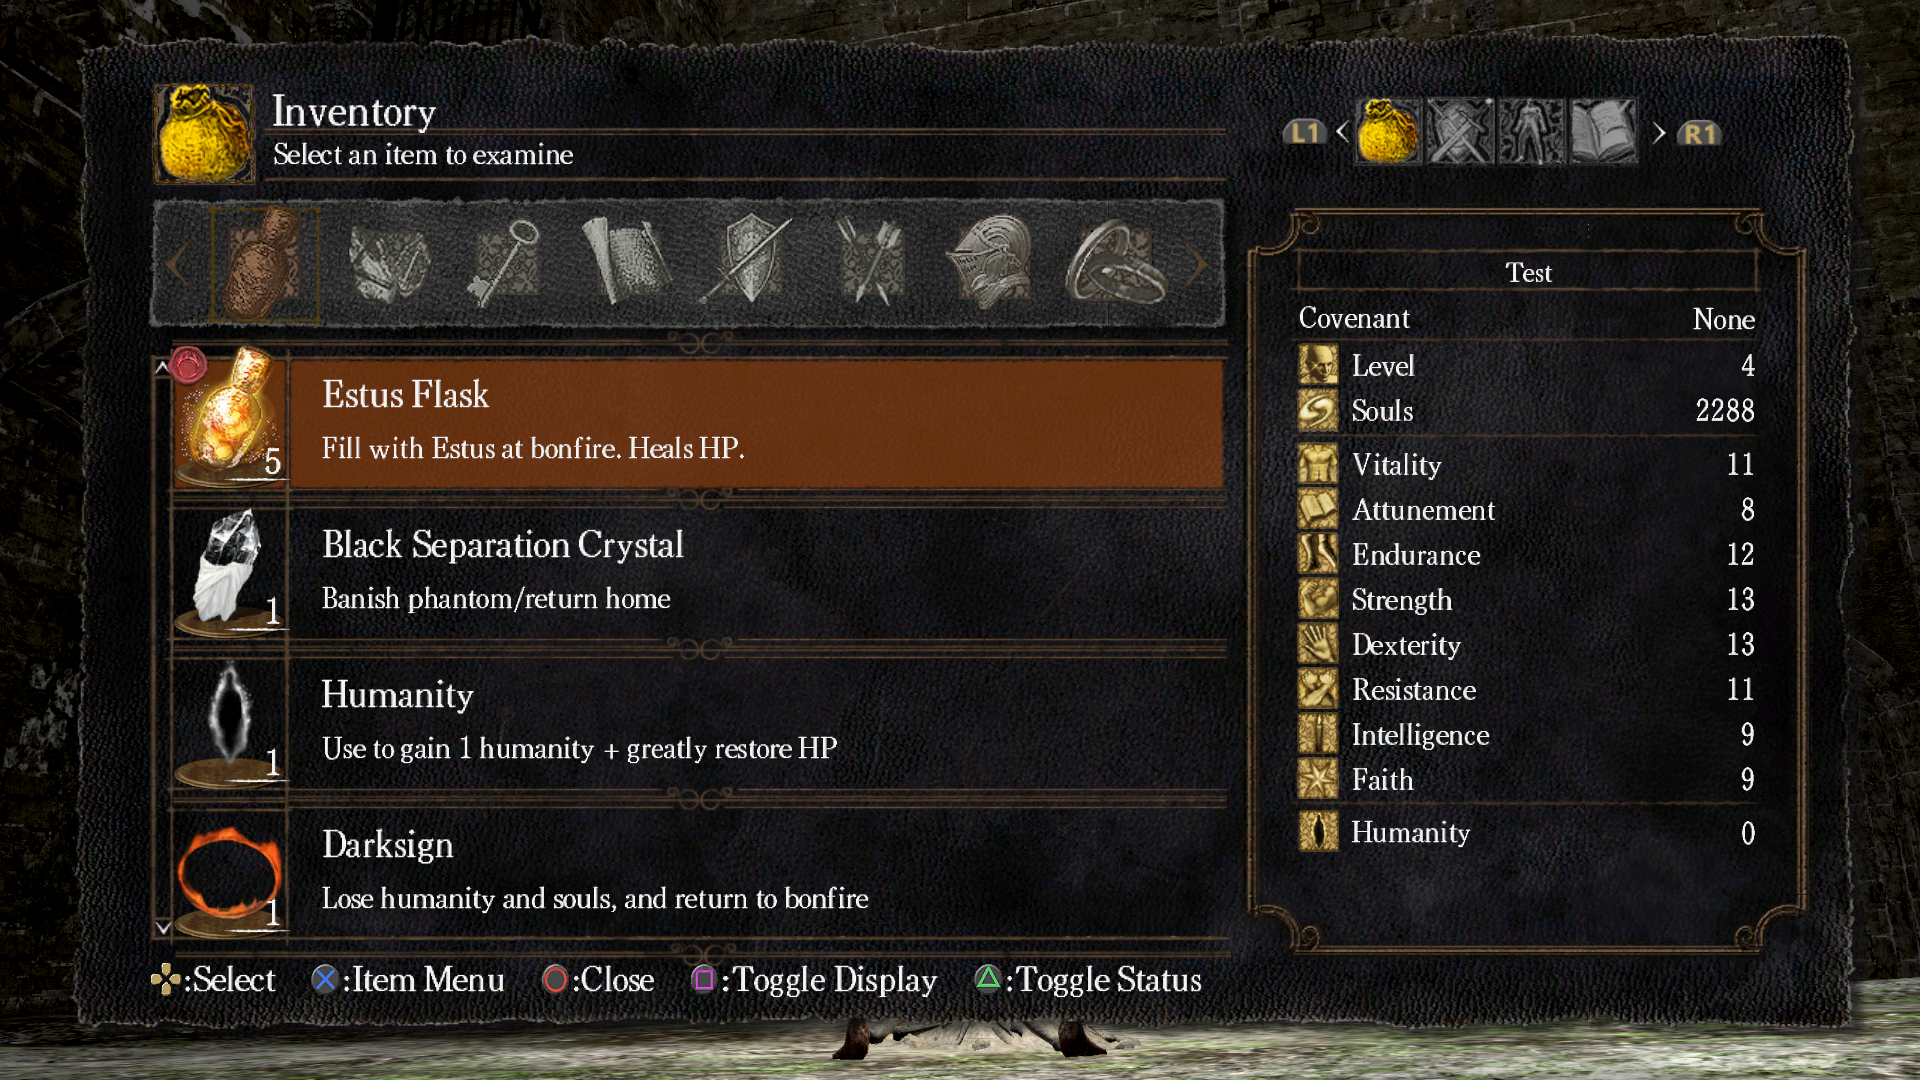 Inventory
Select an item to examine
L1
R1
Estus Flask
Fill with Estus at bonfire. Heals HP.
5
Black Separation Crystal
Banish phantom/return home
1
Humanity
Use to gain 1 humanity + greatly restore HP
1
Darksign
Lose humanity and souls, and return to bonfire
1
Test
Covenant None
Level 4
Souls 2288
Vitality 11
Attunement 8
Endurance 12
Strength 13
Dexterity 13
Resistance 11
Intelligence 9
Faith 9
Humanity 0
:Select :Item Menu :Close :Toggle Display :Toggle Status